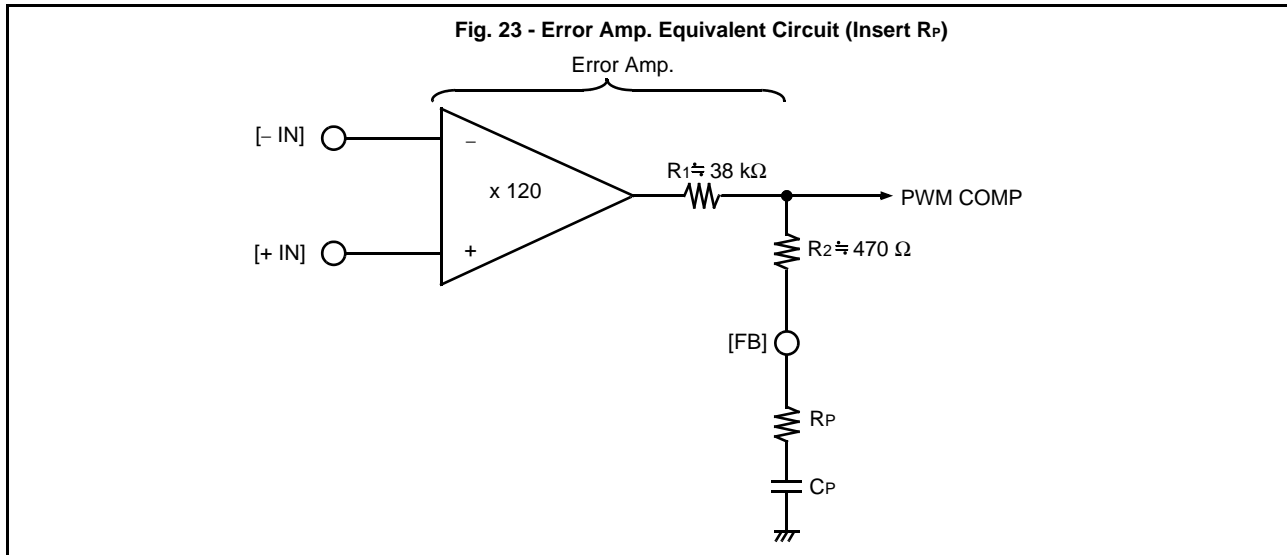 Fig. 23 - Error Amp. Equivalent Circuit (Insert RP)
Error Amp.
[– IN]
–
R1≒ 38 kΩ
x 120
PWM COMP
[+ IN]
+
R2≒ 470 Ω
[FB]
RP
CP